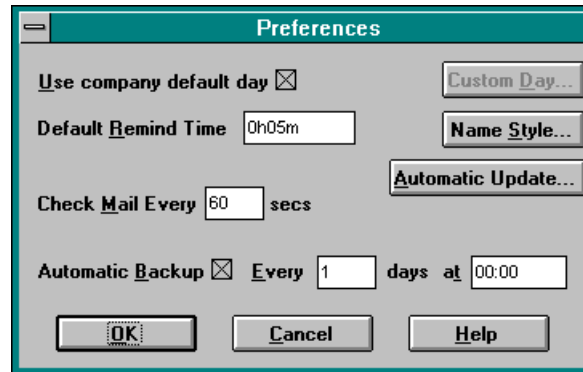 Preferences
Use company default day
Custom Day...
Default Remind Time 0h05m
Name Style...
Automatic Update...
Check Mail Every 60 secs
Automatic Backup Every 1 days at 00:00
OK Cancel Help